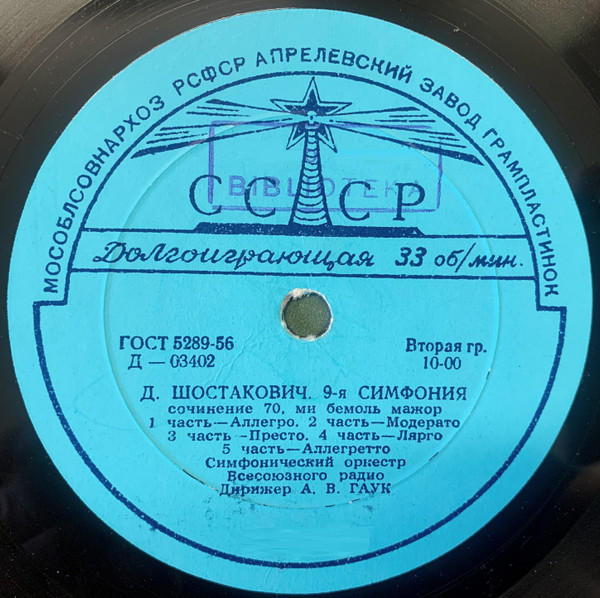 МОСОБЛСОВНАРХОЗ РСФСР АПРЕЛЕВСКИЙ ЗАВОД ГРАМПЛАСТИНОК
BIBLIOTEKA
СССР
Долгоиграющая 33 об/мин.
ГОСТ 5289-56 Вторая гр.
Д — 03402 10-00
Д. ШОСТАКОВИЧ. 9-я СИМФОНИЯ
сочинение 70, ми бемоль мажор
1 часть—Аллегро. 2 часть—Модерато
3 часть -Престо. 4 часть—Лярго
5 часть—Аллегретто
Симфонический оркестр
Всесоюзного радио
Дирижер А. В. ГАУК